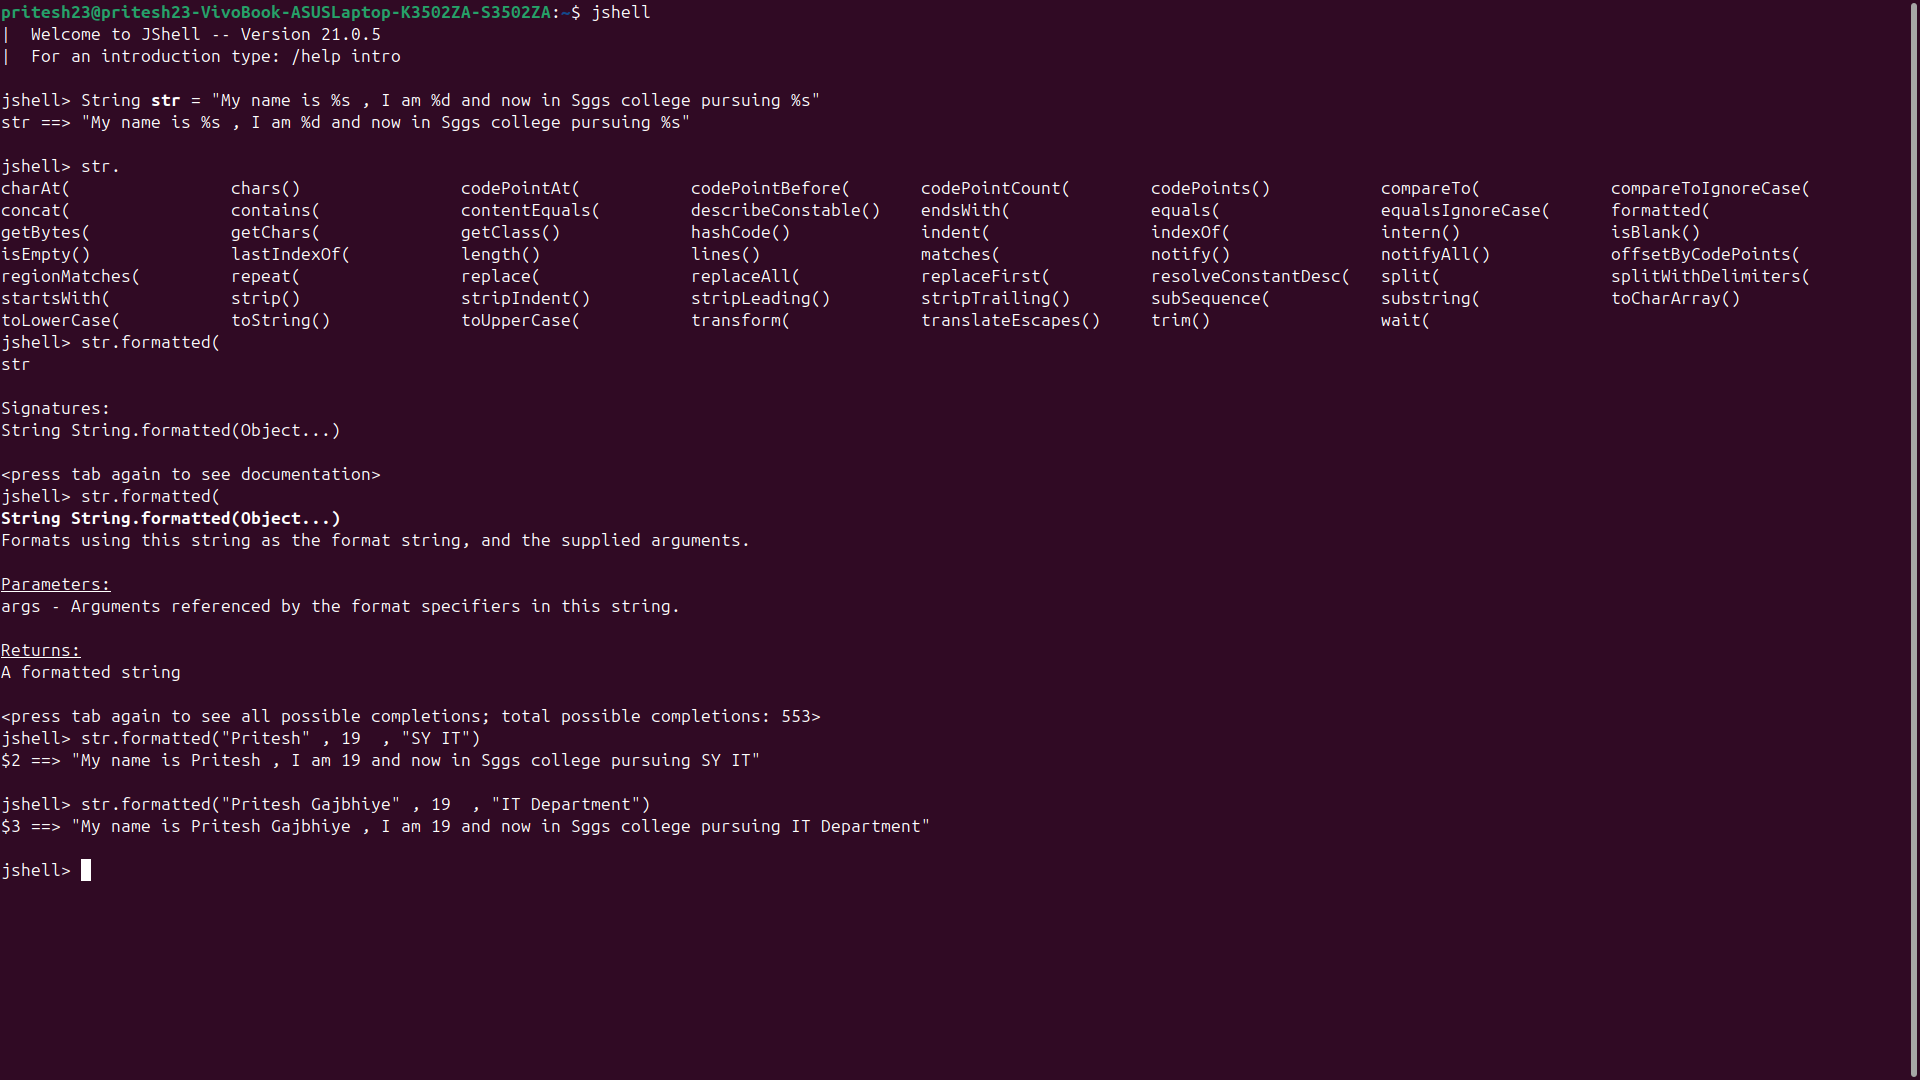 pritesh23@pritesh23-VivoBook-ASUSLaptop-K3502ZA-S3502ZA:~$ jshell
|  Welcome to JShell -- Version 21.0.5
|  For an introduction type: /help intro

jshell> String str = "My name is %s , I am %d and now in Sggs college pursuing %s"
str ==> "My name is %s , I am %d and now in Sggs college pursuing %s"

jshell> str.
charAt(                chars()                codePointAt(           codePointBefore(       codePointCount(        codePoints()           compareTo(             compareToIgnoreCase(
concat(                contains(              contentEquals(         describeConstable()    endsWith(              equals(                equalsIgnoreCase(      formatted(
getBytes(              getChars(              getClass()             hashCode()             indent(                indexOf(               intern()               isBlank()
isEmpty()              lastIndexOf(           length()               lines()                matches(               notify()               notifyAll()            offsetByCodePoints(
regionMatches(         repeat(                replace(               replaceAll(            replaceFirst(          resolveConstantDesc(   split(                 splitWithDelimiters(
startsWith(            strip()                stripIndent()          stripLeading()         stripTrailing()        subSequence(           substring(             toCharArray()
toLowerCase(           toString()             toUpperCase(           transform(             translateEscapes()     trim()                 wait(
jshell> str.formatted(
str

Signatures:
String String.formatted(Object...)

<press tab again to see documentation>
jshell> str.formatted(
String String.formatted(Object...)
Formats using this string as the format string, and the supplied arguments.

Parameters:
args - Arguments referenced by the format specifiers in this string.

Returns:
A formatted string

<press tab again to see all possible completions; total possible completions: 553>
jshell> str.formatted("Pritesh" , 19  , "SY IT")
$2 ==> "My name is Pritesh , I am 19 and now in Sggs college pursuing SY IT"

jshell> str.formatted("Pritesh Gajbhiye" , 19  , "IT Department")
$3 ==> "My name is Pritesh Gajbhiye , I am 19 and now in Sggs college pursuing IT Department"

jshell>